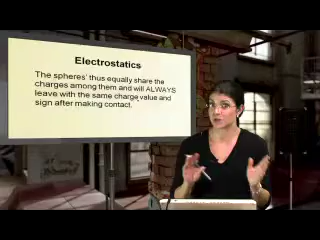 Electrostatics
The spheres' thus equally share the
charges among them and will ALWAYS
leave with the same charge value and
sign after making contact.